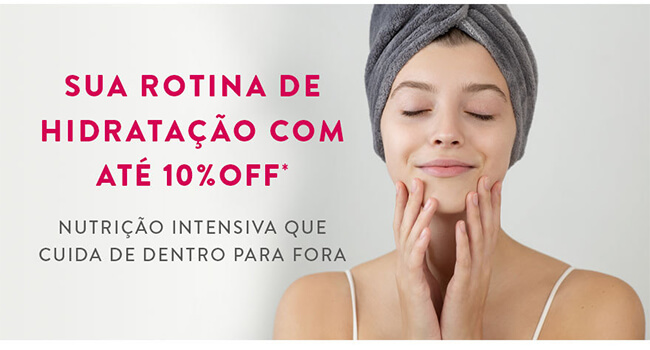 SUA ROTINA DE
HIDRATAÇÃO COM
ATÉ 10%OFF*
NUTRIÇÃO INTENSIVA QUE
CUIDA DE DENTRO PARA FORA